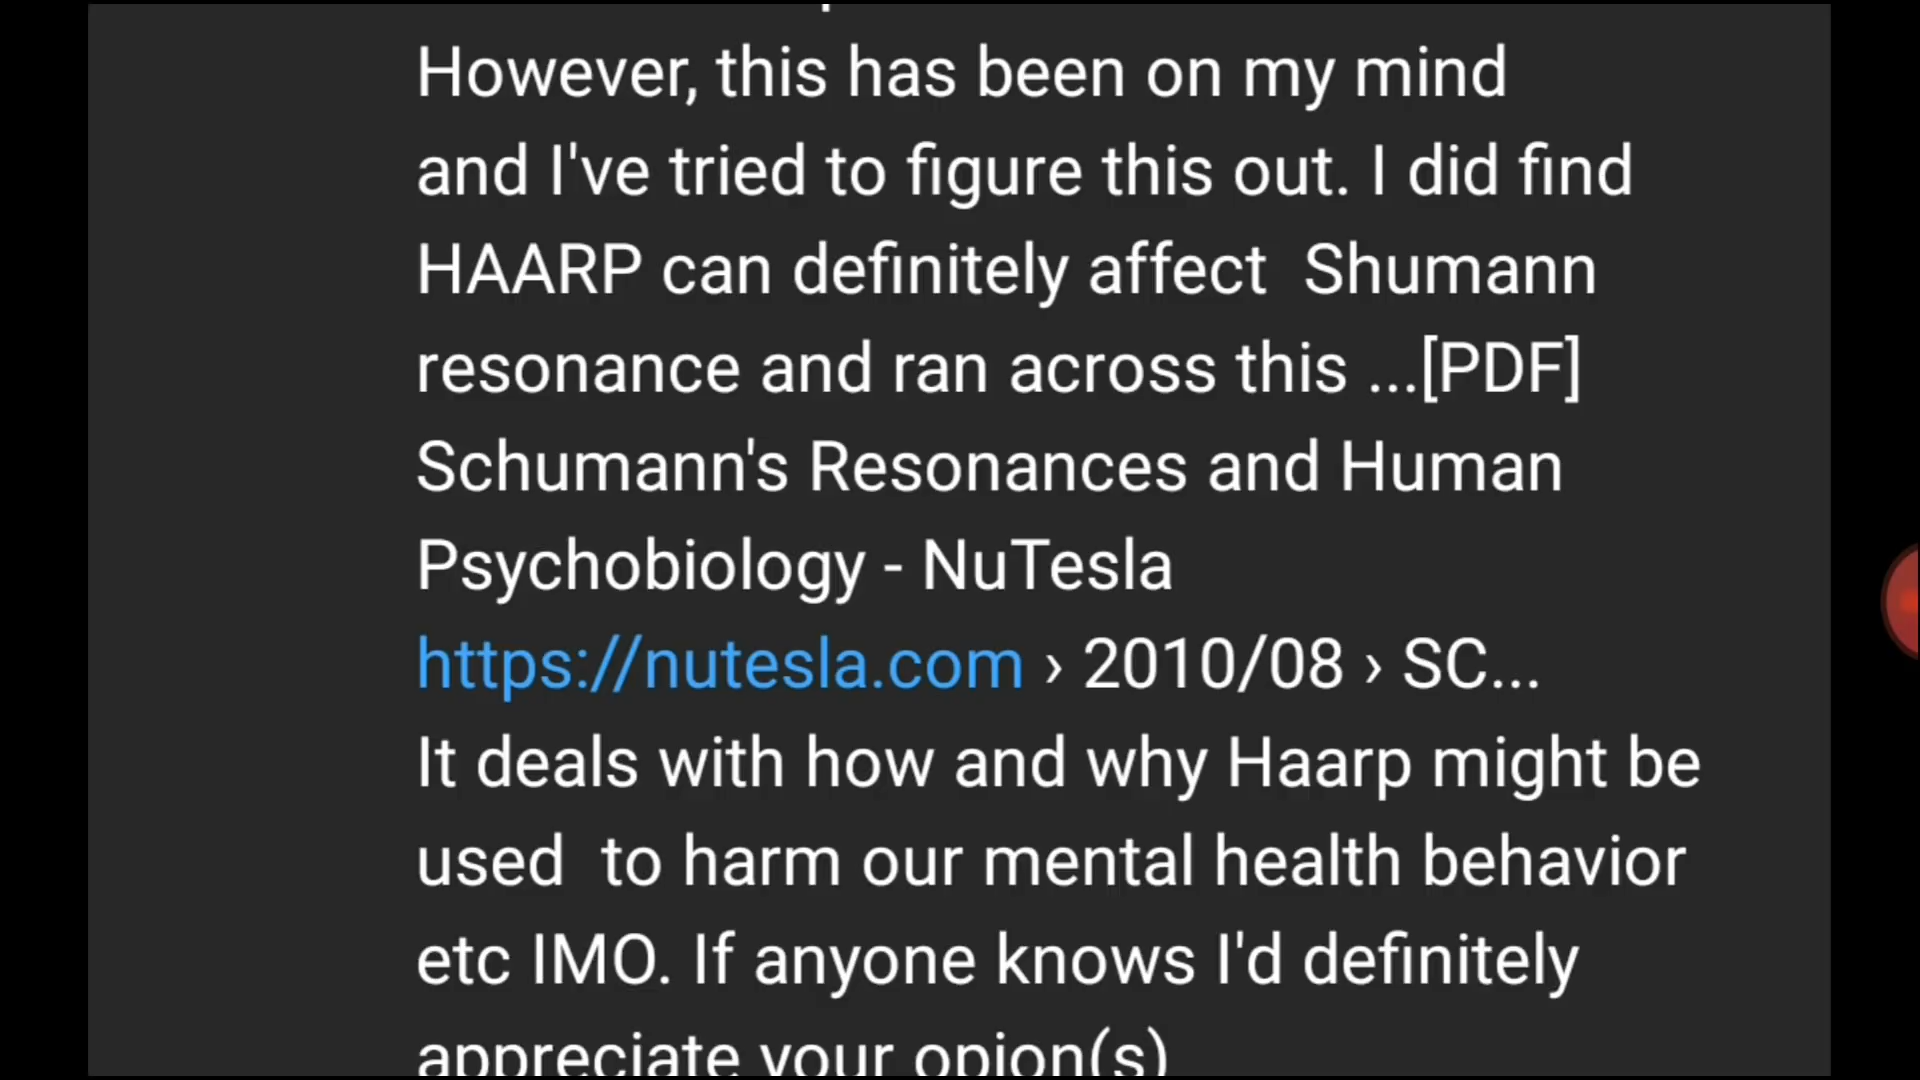 However, this has been on my mind
and I've tried to figure this out. I did find
HAARP can definitely affect  Shumann
resonance and ran across this ...[PDF]
Schumann's Resonances and Human
Psychobiology - NuTesla
https://nutesla.com › 2010/08 › SC...
It deals with how and why Haarp might be
used  to harm our mental health behavior
etc IMO. If anyone knows I'd definitely
appreciate your opion(s)